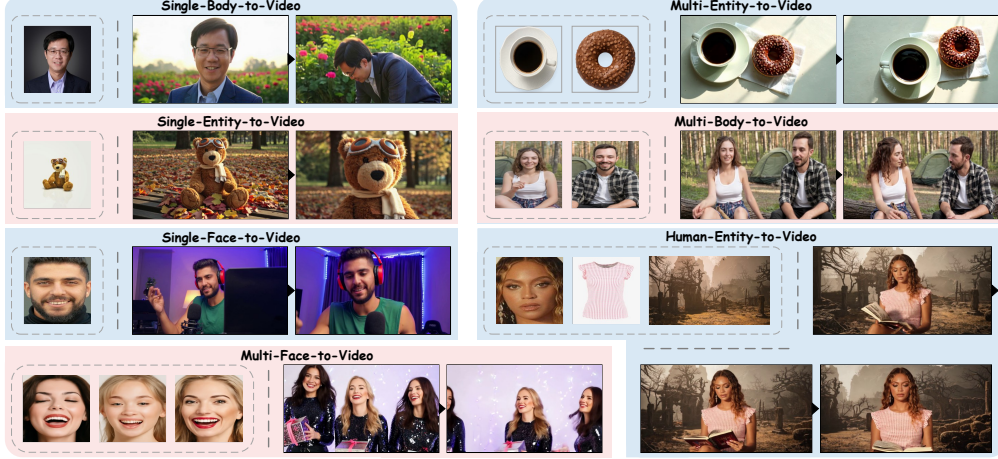 Single-Body-to-Video
Multi-Entity-to-Video
Single-Entity-to-Video
Multi-Body-to-Video
Single-Face-to-Video
Human-Entity-to-Video
Multi-Face-to-Video